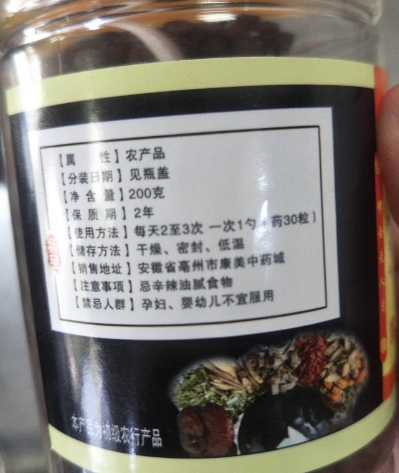 【属　　性】农产品
【分装日期】见瓶盖
【净 含 量】200克
【保 质 期】2年
【使用方法】每天2至3次 一次1勺 药30粒)
【储存方法】干燥、密封、低温
【销售地址】安徽省亳州市康美中药城
【注意事项】忌辛辣油腻食物
【禁忌人群】孕妇、婴幼儿不宜服用
本产品为初级农行产品